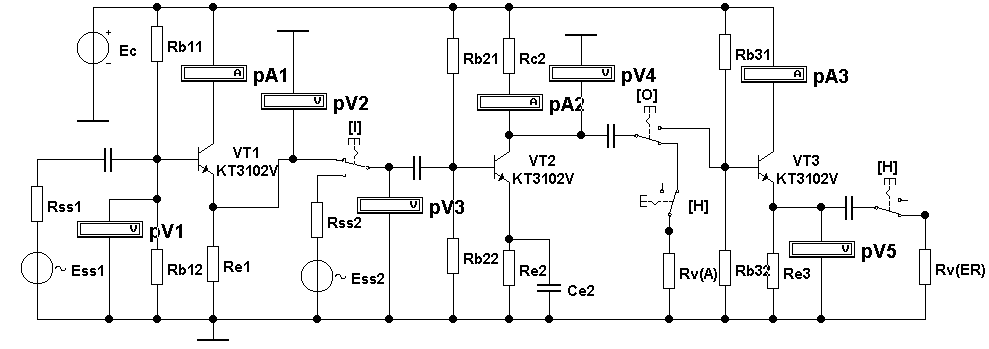 Ec
Rb11
A
pA1
V
pV2
Rb21
Rc2
A
pA2
V
pV4
[O]
Rb31
A
pA3
[I]
VT1
KT3102V
VT2
KT3102V
VT3
KT3102V
[H]
Rss1
V
pV1
Rss2
V
pV3
E
[H]
V
pV5
Ess1
Rb12
Re1
Ess2
Rb22
Re2
Ce2
Rv(A)
Rb32
Re3
Rv(ER)